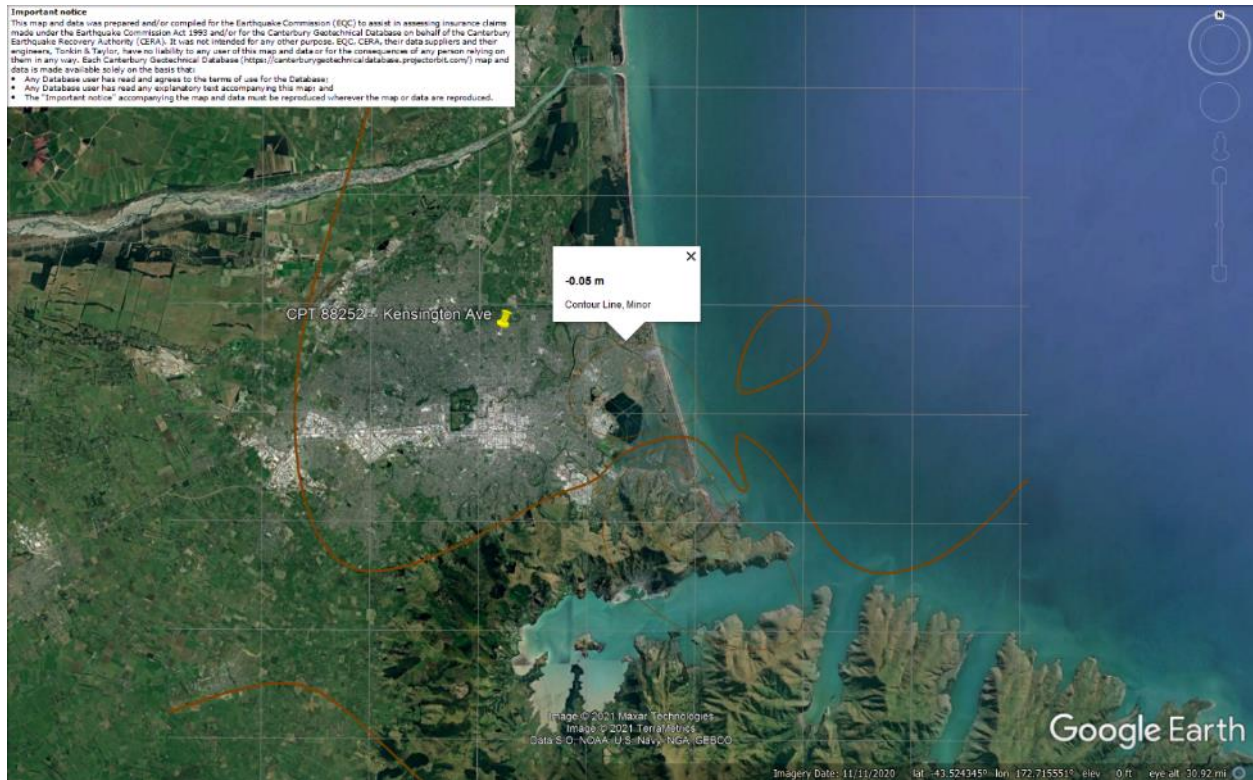 Important notice
This map and data was prepared and/or compiled for the Earthquake Commission (EQC) to assist in assessing insurance claims
made under the Earthquake Commission Act 1993 and/or for the Canterbury Geotechnical Database on behalf of the Canterbury
Earthquake Recovery Authority (CERA). It was not intended for any other purpose. EQC, CERA, their data suppliers and their
engineers, Tonkin & Taylor, have no liability to any user of this map and data or for the consequences of any person relying on
them in any way. Each Canterbury Geotechnical Database (https://canterburygeotechnicaldatabase.projectorbit.com/) map and
data is made available solely on the basis that:
• Any Database user has read and agrees to the terms of use for the Database;
• Any Database user has read any explanatory text accompanying this map; and
• The "Important notice" accompanying the map and data must be reproduced wherever the map or data are reproduced.
N
-0.05 m
Contour Line, Minor
CPT 88252 - Kensington Ave
Image © 2021 Maxar Technologies
Image © 2021 TerraMetrics
Data SIO, NOAA, U.S. Navy, NGA, GEBCO
Google Earth
Imagery Date: 11/11/2020 lat -43.524345° lon 172.715551° elev 0 ft eye alt 30.92 mi